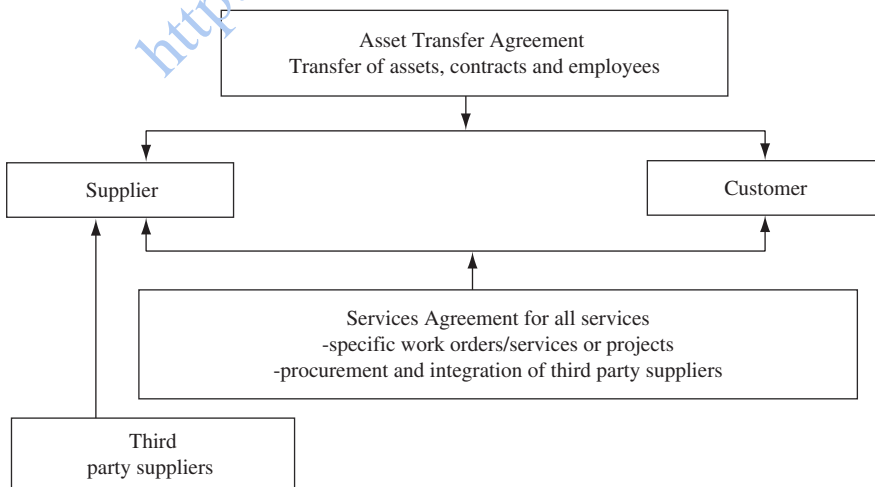 http
Asset Transfer Agreement
Transfer of assets, contracts and employees
Supplier
Customer
Services Agreement for all services
-specific work orders/services or projects
-procurement and integration of third party suppliers
Third
party suppliers